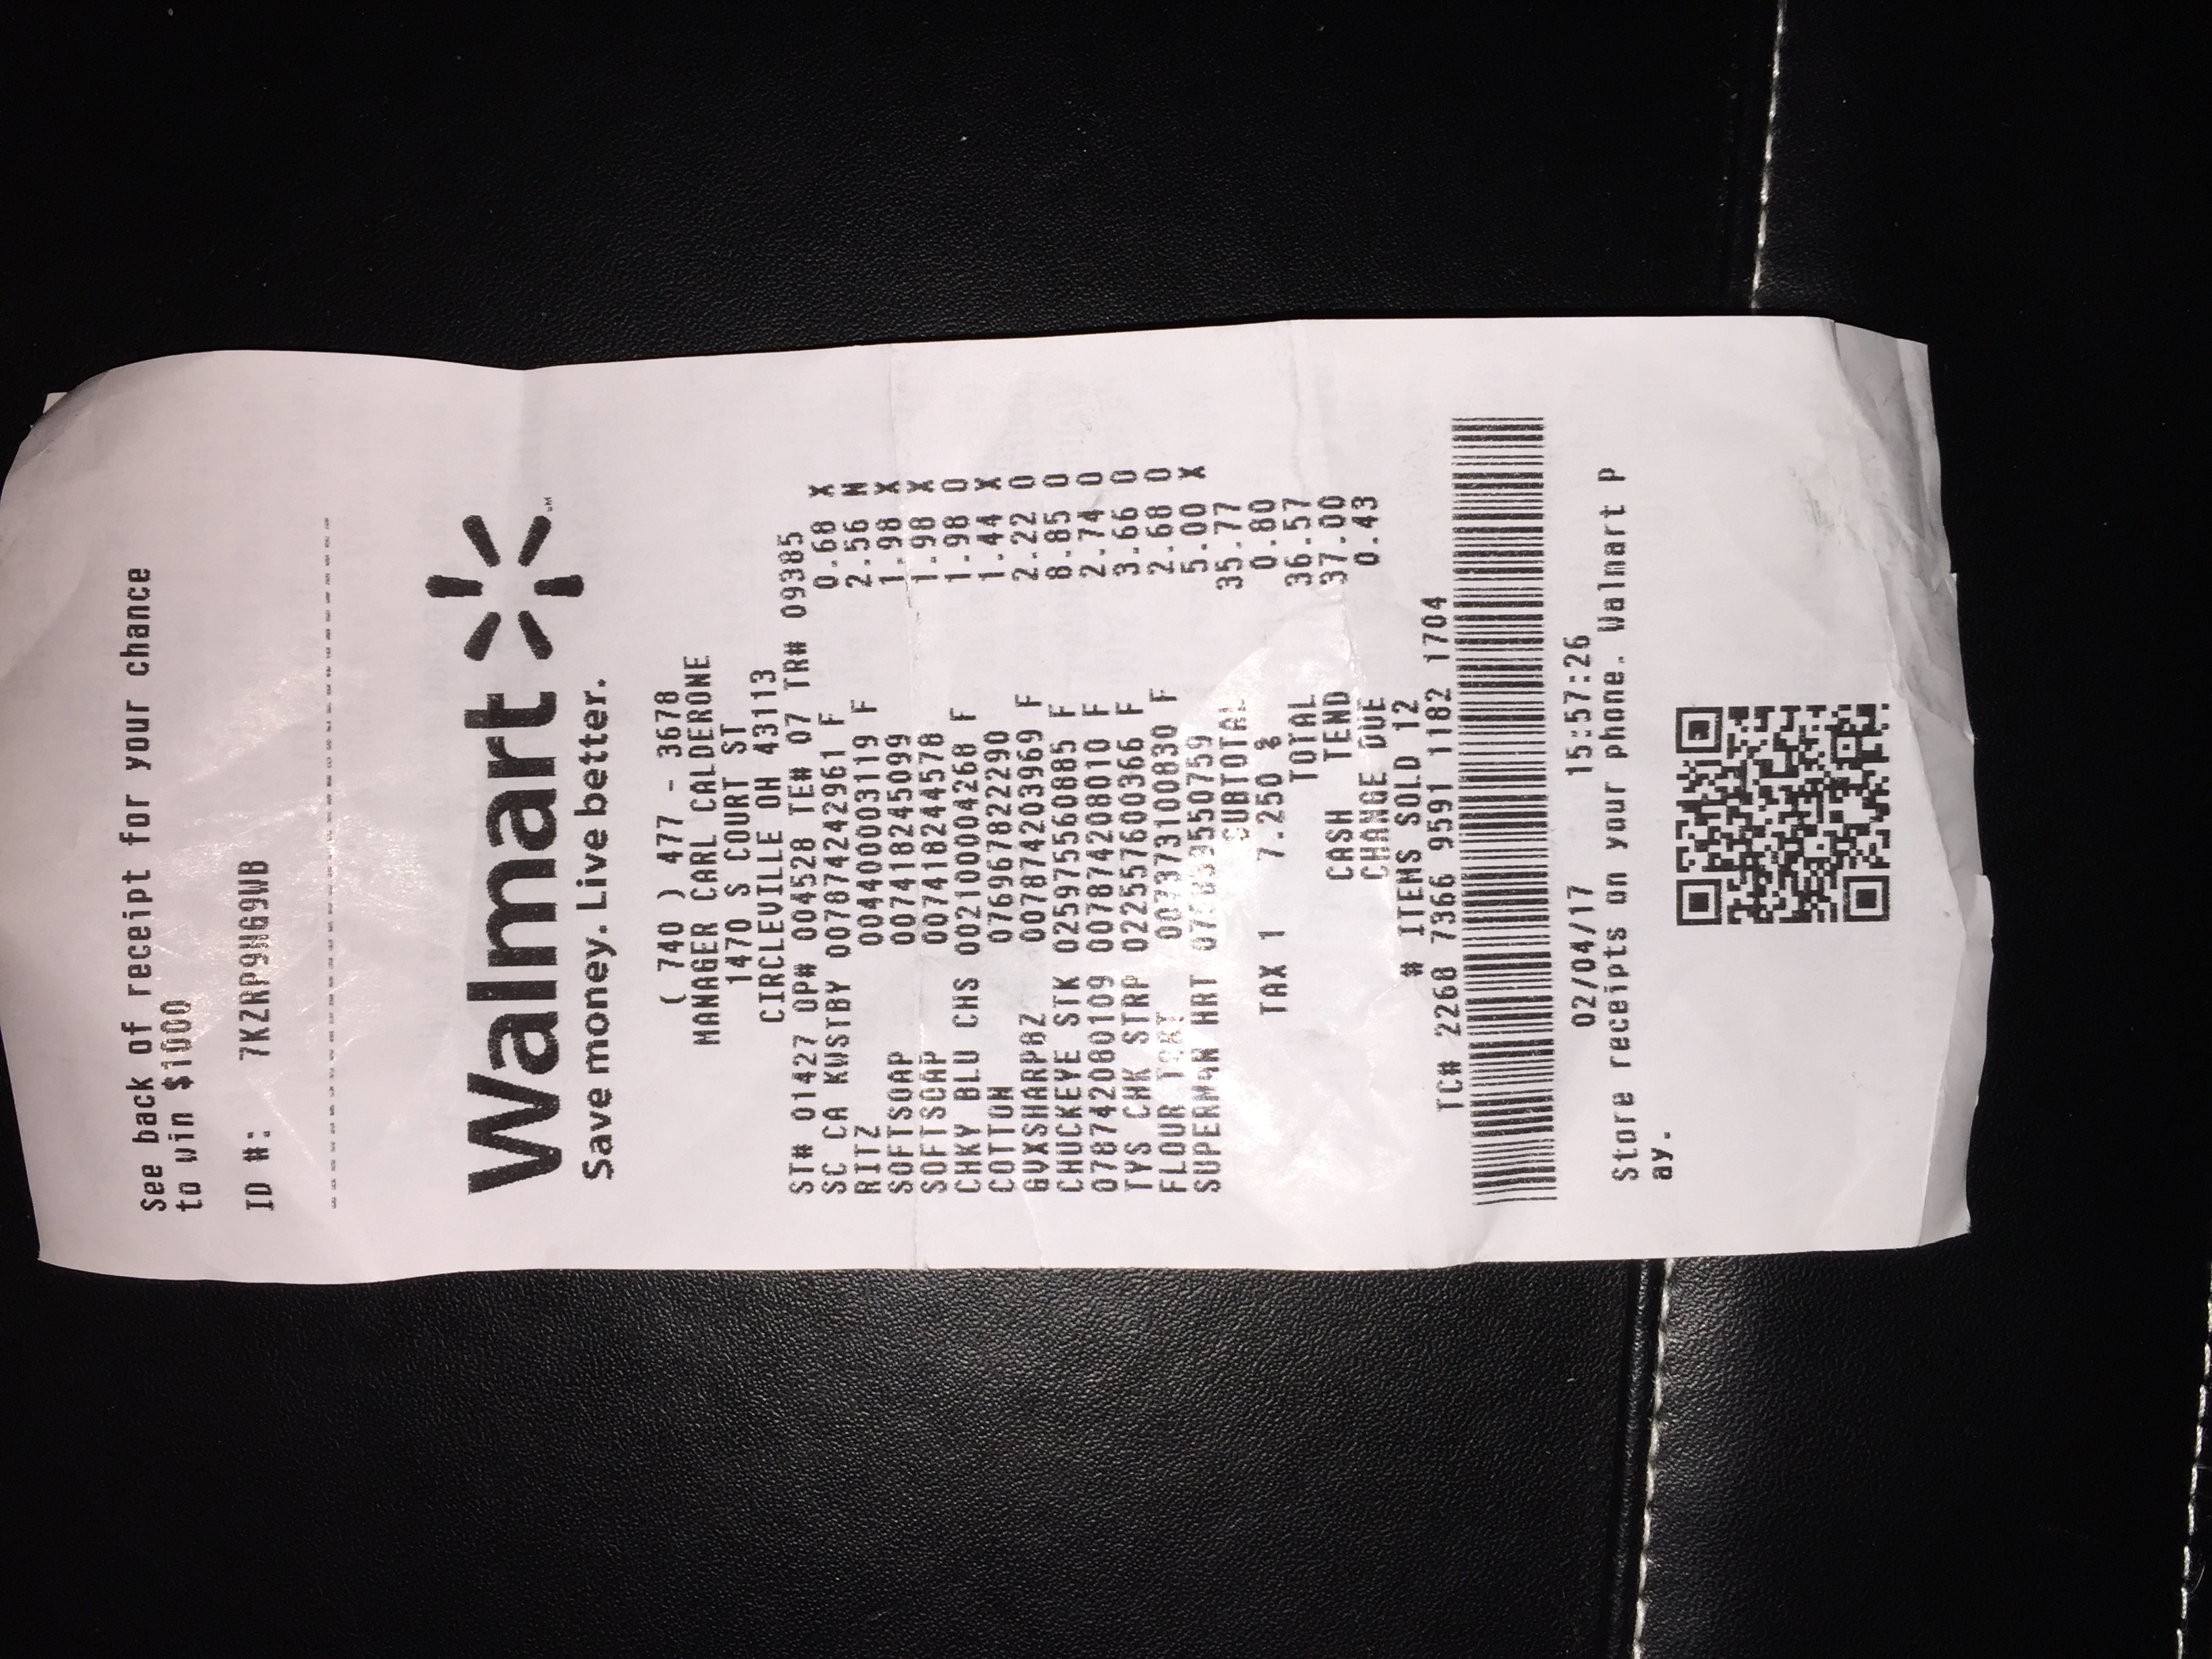 See back of receipt for your chance
to win $1000
ID #: 7KZRP9HG9WB
Walmart
Save money. Live better.
( 740 ) 477 - 3678
MANAGER CARL CALDERONE
1470 S COURT ST
CIRCLEVILLE OH 43113
ST# 01427 OP# 004528 TE# 07 TR# 09385
SC CA KWSTBY 007874242961 F 0.68 X
RITZ 004400003119 F 2.56 N
SOFTSOAP 007418245099 1.98 X
SOFTSOAP 007418244578 1.98 X
CHKY BLU CHS 002100004268 F 1.98 O
COTTON 076967822290 1.44 X
GVXSHARP8Z 007874203969 F 2.22 O
CHUCKEYE STK 025975560885 F 8.85 O
078742080109 007874208010 F 2.74 O
TYS CHK STRP 022557600366 F 3.66 O
FLOUR TORT 007373100830 F 2.68 O
SUPERMAN HRT 5.00 X
SUBTOTAL 35.77
TAX 1 7.250 % 0.80
TOTAL 36.57
CASH TEND 37.00
CHANGE DUE 0.43
# ITEMS SOLD 12
TC# 2268 7366 9591 1182 1704
02/04/17 15:57:26
Store receipts on your phone. Walmart P
ay.